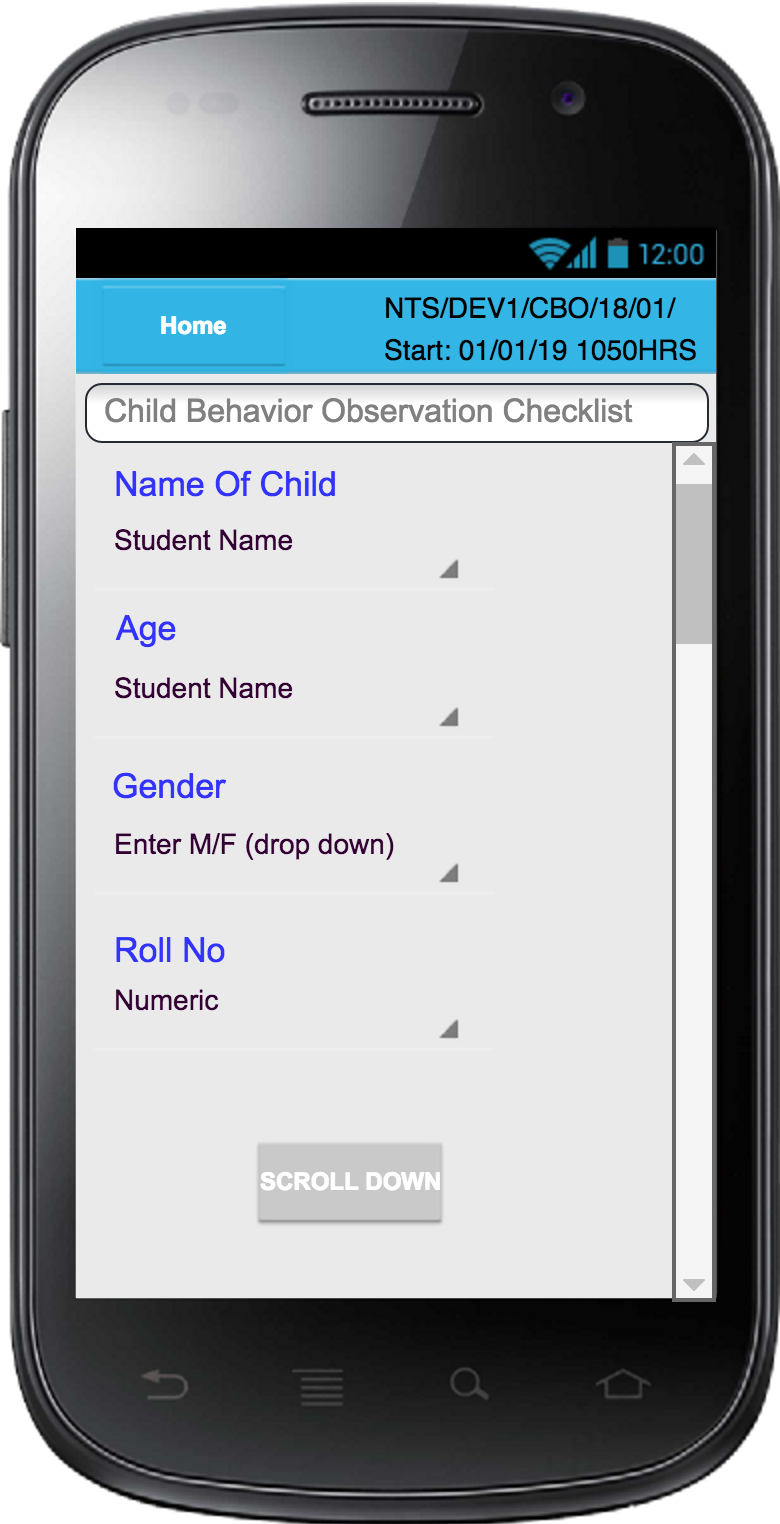 12:00
Home
NTS/DEV1/CBO/18/01/
Start: 01/01/19 1050HRS
Child Behavior Observation Checklist
Name Of Child
Student Name
Age
Student Name
Gender
Enter M/F (drop down)
Roll No
Numeric
SCROLL DOWN